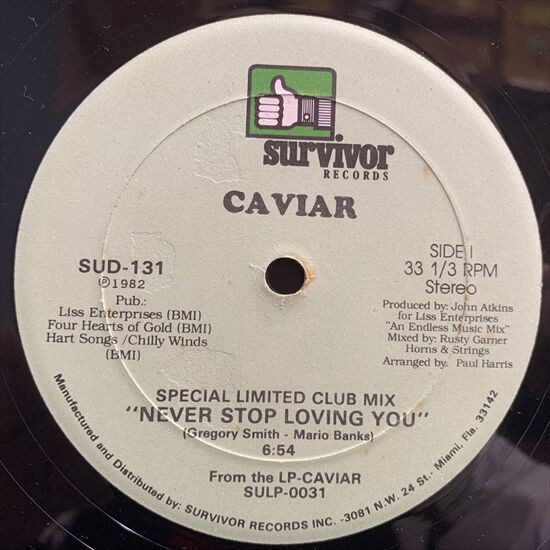 survivor
RECORDS
CAVIAR
SUD-131
℗1982
Pub.:
Liss Enterprises (BMI)
Four Hearts of Gold (BMI)
Hart Songs /Chilly Winds
(BMI)
SIDE I
33 1/3 RPM
Stereo
Produced by: John Atkins
for Liss Enterprises
"An Endless Music Mix"
Mixed by: Rusty Garner
Horns & Strings
Arranged by: Paul Harris
SPECIAL LIMITED CLUB MIX
"NEVER STOP LOVING YOU"
(Gregory Smith - Mario Banks)
6:54
From the LP-CAVIAR
SULP-0031
Manufactured and Distributed by: SURVIVOR RECORDS INC. -3081 N.W. 24 St.- Miami, Fla. 33142